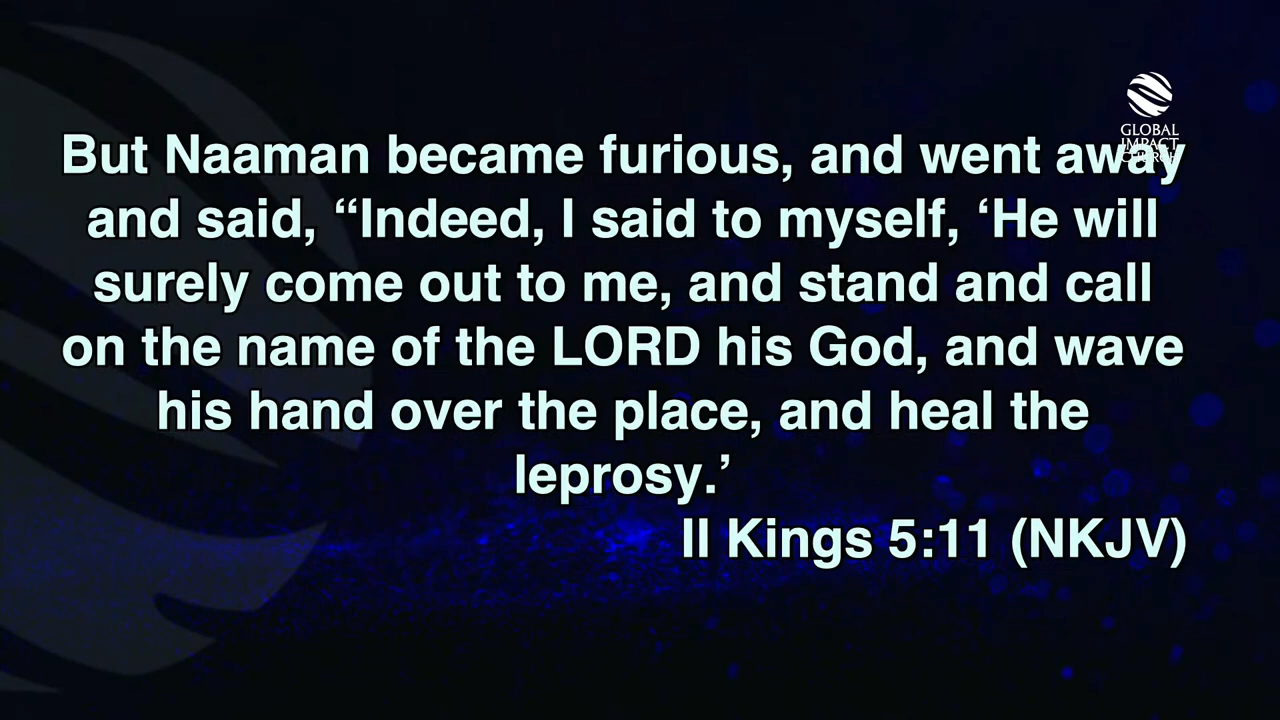 GLOBAL
IMPACT
CHURCH
But Naaman became furious, and went away
and said, “Indeed, I said to myself, ‘He will
surely come out to me, and stand and call
on the name of the LORD his God, and wave
his hand over the place, and heal the
leprosy.’
II Kings 5:11 (NKJV)